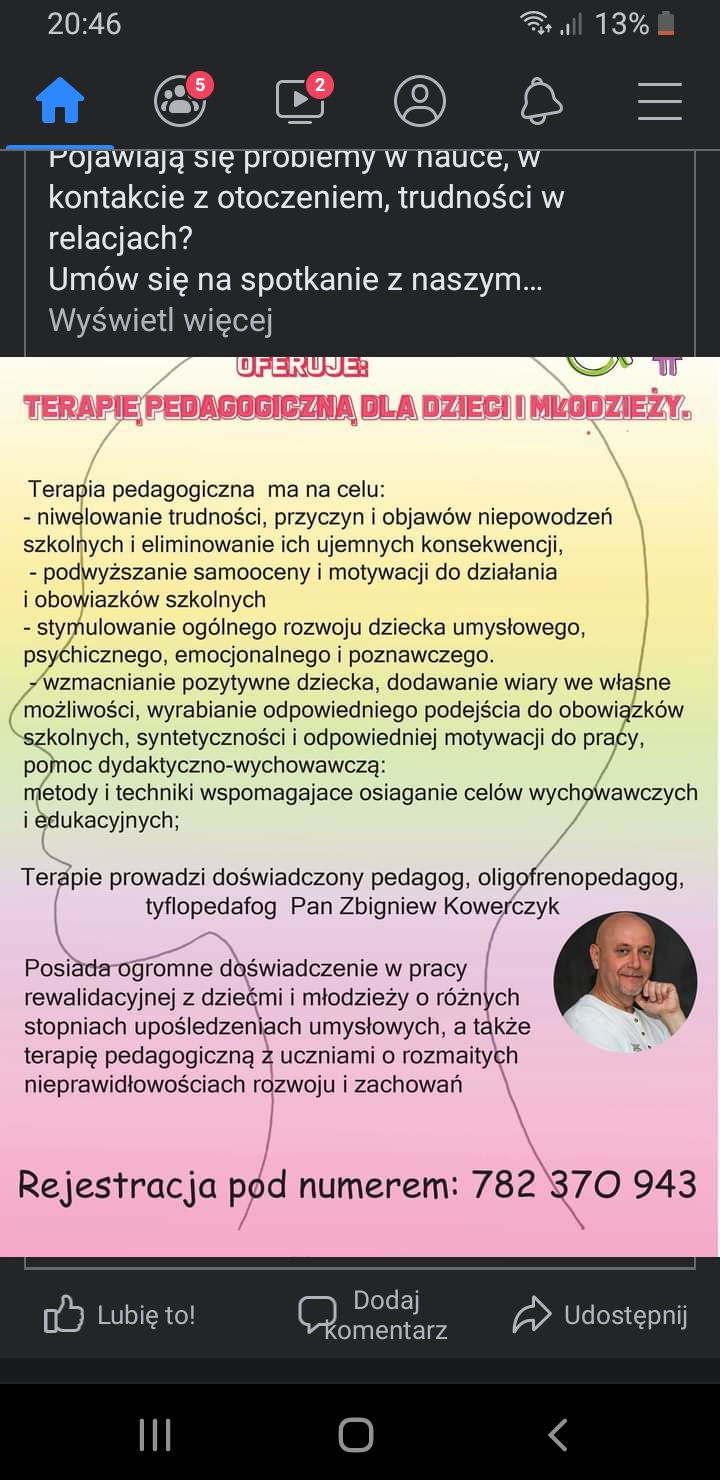 20:46
13%
5
2
Pojawiają się problemy w nauce, w
kontakcie z otoczeniem, trudności w
relacjach?
Umów się na spotkanie z naszym...
Wyświetl więcej
OFERUJE:
TERAPIĘ PEDAGOGICZNĄ DLA DZIECI I MŁODZIEŻY.
Terapia pedagogiczna ma na celu:
- niwelowanie trudności, przyczyn i objawów niepowodzeń
szkolnych i eliminowanie ich ujemnych konsekwencji,
- podwyższanie samooceny i motywacji do działania
i obowiazków szkolnych
- stymulowanie ogólnego rozwoju dziecka umysłowego,
psychicznego, emocjonalnego i poznawczego.
- wzmacnianie pozytywne dziecka, dodawanie wiary we własne
możliwości, wyrabianie odpowiedniego podejścia do obowiązków
szkolnych, syntetyczności i odpowiedniej motywacji do pracy,
pomoc dydaktyczno-wychowawczą:
metody i techniki wspomagajace osiaganie celów wychowawczych
i edukacyjnych;
Terapie prowadzi doświadczony pedagog, oligofrenopedagog,
tyflopedafog Pan Zbigniew Kowerczyk
Posiada ogromne doświadczenie w pracy
rewalidacyjnej z dziećmi i młodzieży o różnych
stopniach upośledzeniach umysłowych, a także
terapię pedagogiczną z uczniami o rozmaitych
nieprawidłowościach rozwoju i zachowań
Rejestracja pod numerem: 782 370 943
Lubię to!
Dodaj
komentarz
Udostępnij